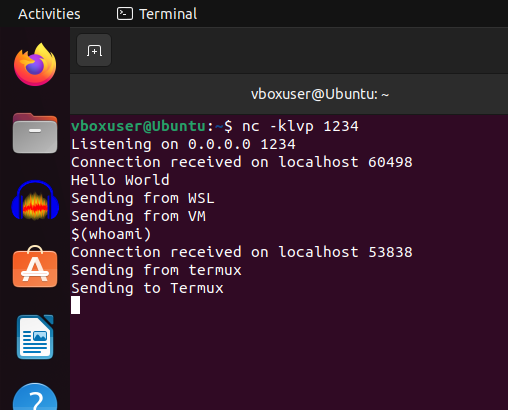 Activities
Terminal
vboxuser@Ubuntu: ~
vboxuser@Ubuntu:~$ nc -klvp 1234
Listening on 0.0.0.0 1234
Connection received on localhost 60498
Hello World
Sending from WSL
Sending from VM
$(whoami)
Connection received on localhost 53838
Sending from termux
Sending to Termux